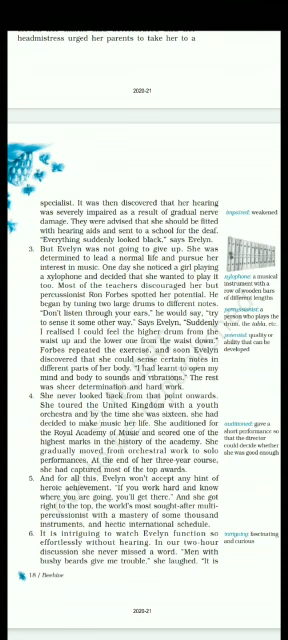 headmistress urged her parents to take her to a
2020-21
specialist. It was then discovered that her hearing
was severely impaired as a result of gradual nerve
damage. They were advised that she should be fitted
with hearing aids and sent to a school for the deaf.
“Everything suddenly looked black,” says Evelyn.
impaired: weakened
3. But Evelyn was not going to give up. She was
determined to lead a normal life and pursue her
interest in music. One day she noticed a girl playing
a xylophone and decided that she wanted to play it
too. Most of the teachers discouraged her but
percussionist Ron Forbes spotted her potential. He
began by tuning two large drums to different notes.
“Don't listen through your ears,” he would say, “try
to sense it some other way.” Says Evelyn, “Suddenly
I realised I could feel the higher drum from the
waist up and the lower one from the waist down.”
Forbes repeated the exercise, and soon Evelyn
discovered that she could sense certain notes in
different parts of her body. “I had learnt to open my
mind and body to sounds and vibrations.” The rest
was sheer determination and hard work.
xylophone: a musical
instrument with a
row of wooden bars
of different lengths
percussionist: a
person who plays the
drum, the tabla, etc.
potential: quality or
ability that can be
developed
4. She never looked back from that point onwards.
She toured the United Kingdom with a youth
orchestra and by the time she was sixteen, she had
decided to make music her life. She auditioned for
the Royal Academy of Music and scored one of the
highest marks in the history of the academy. She
gradually moved from orchestral work to solo
performances. At the end of her three-year course,
she had captured most of the top awards.
auditioned: gave a
short performance so
that the director
could decide whether
she was good enough
5. And for all this, Evelyn won't accept any hint of
heroic achievement. “If you work hard and know
where you are going, you'll get there.” And she got
right to the top, the world's most sought-after multi-
percussionist with a mastery of some thousand
instruments, and hectic international schedule.
6. It is intriguing to watch Evelyn function so
effortlessly without hearing. In our two-hour
discussion she never missed a word. “Men with
bushy beards give me trouble,” she laughed. “It is
intriguing: fascinating
and curious
18 / Beehive
2020-21